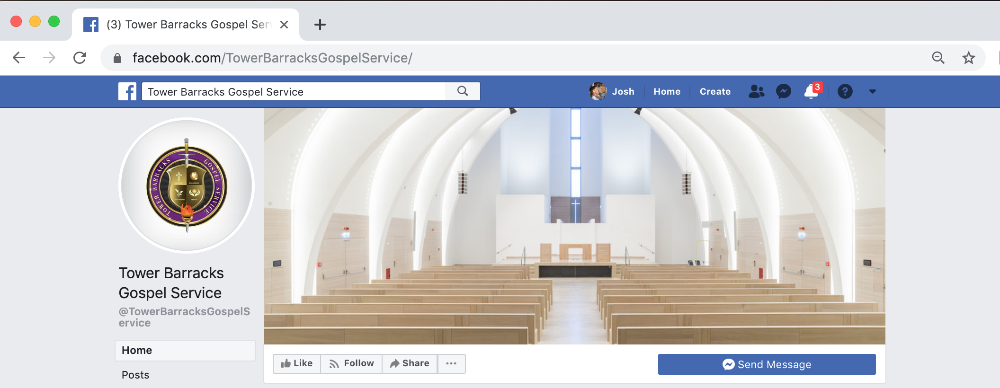 (3) Tower Barracks Gospel Ser
facebook.com/TowerBarracksGospelService/
Tower Barracks Gospel Service
Josh
Home
Create
3
TOWER BARRACKS GOSPEL SERVICE
Tower Barracks
Gospel Service
@TowerBarracksGospelS
ervice
Home
Posts
Like
Follow
Share
Send Message